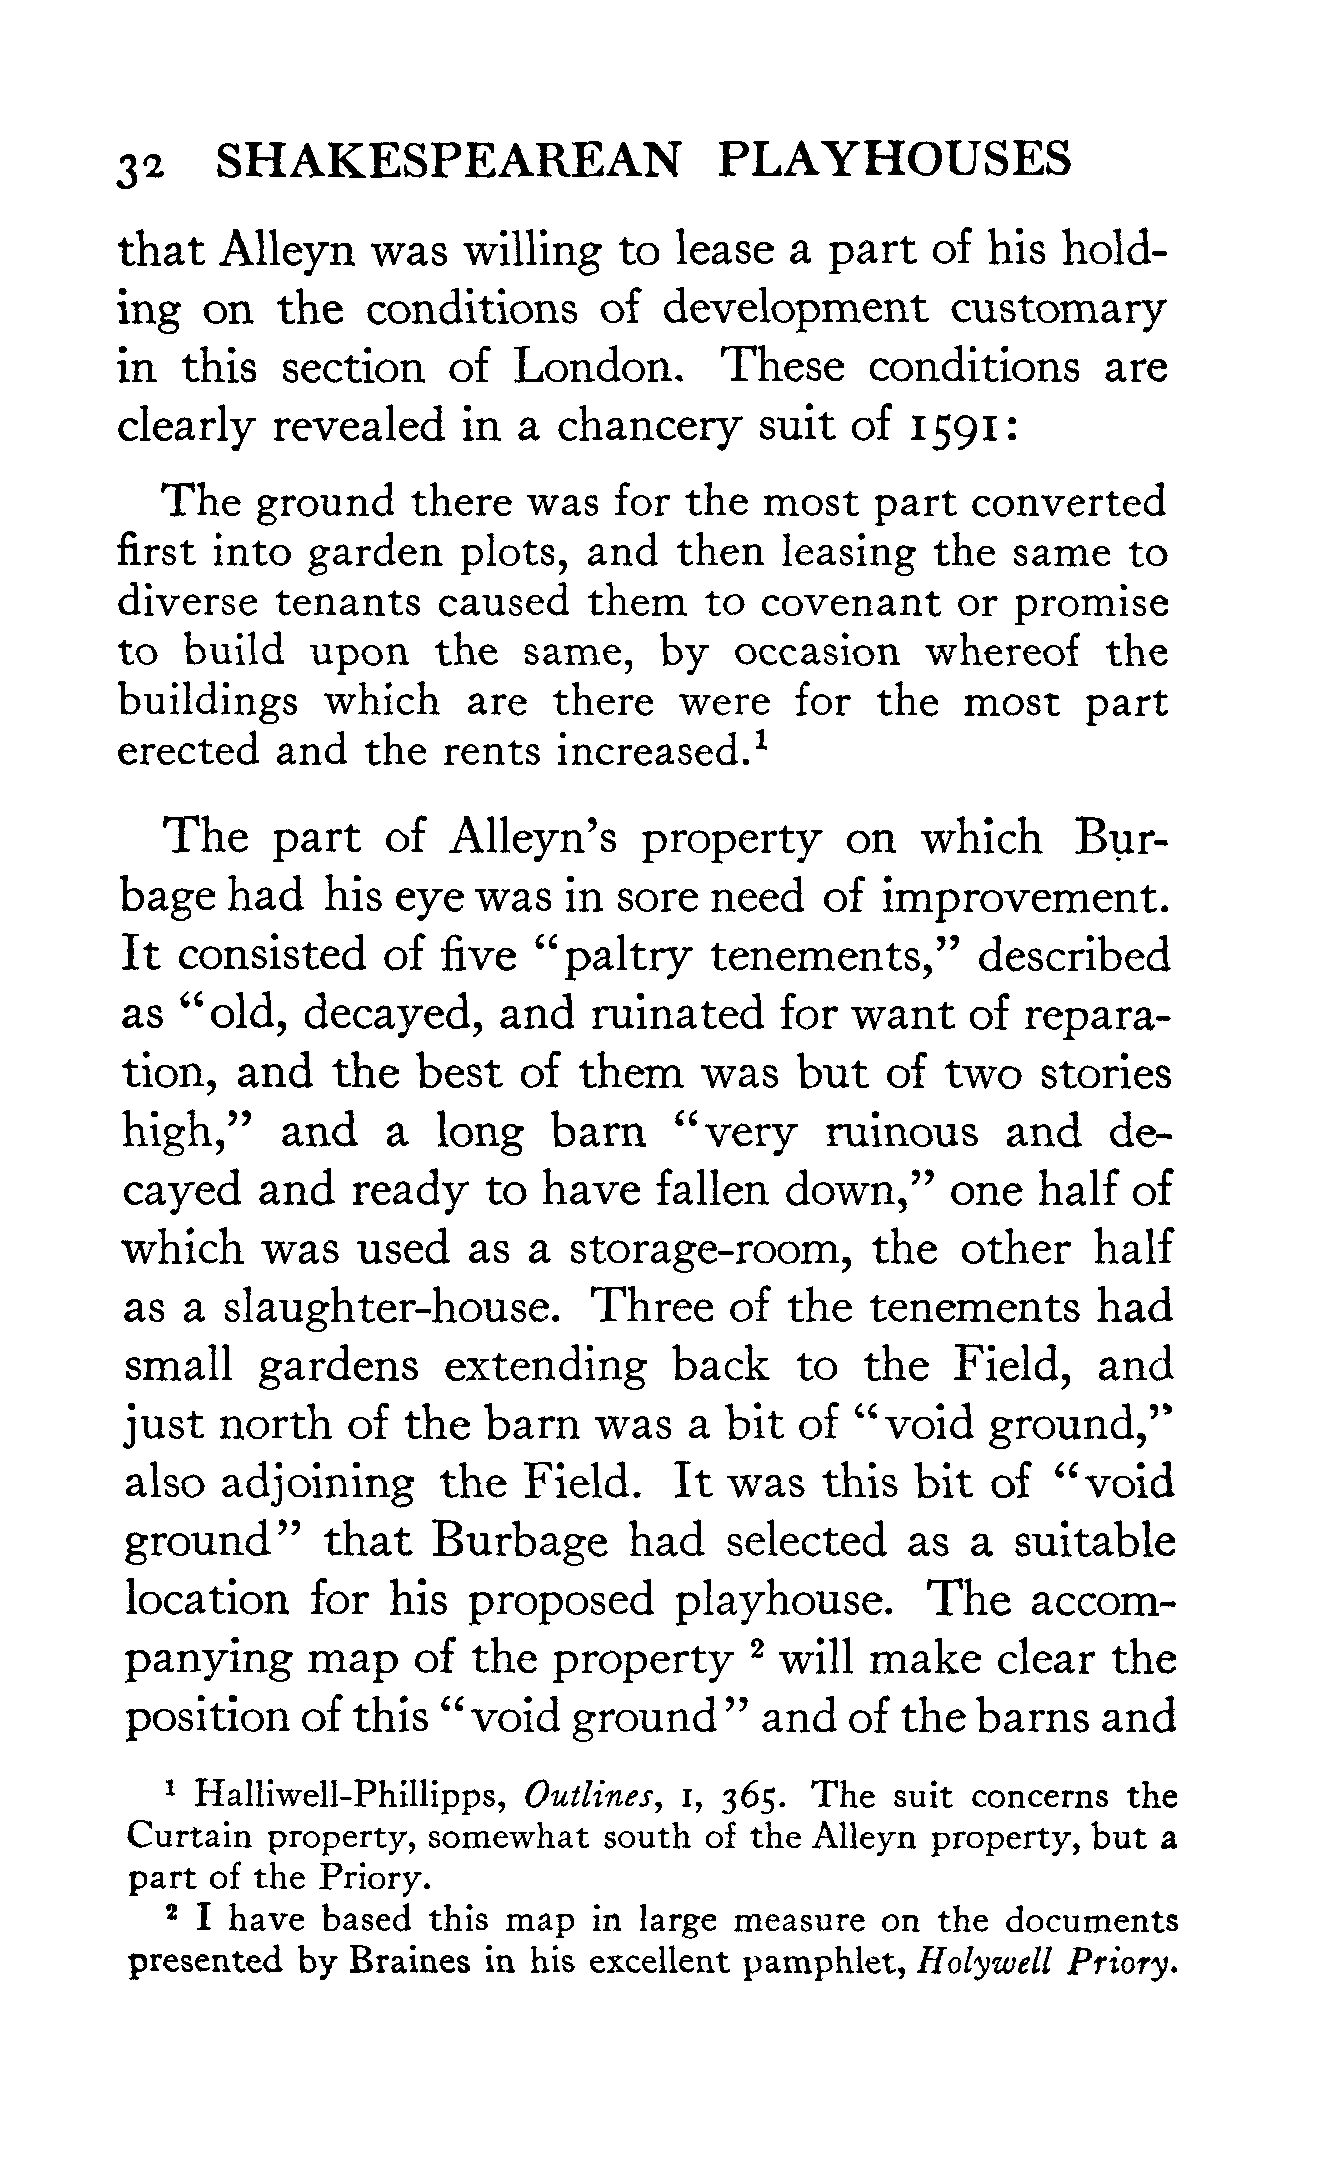 32 SHAKESPEAREAN PLAYHOUSES
that Alleyn was willing to lease a part of his hold-
ing on the conditions of development customary
in this section of London. These conditions are
clearly revealed in a chancery suit of 1591:
The ground there was for the most part converted
first into garden plots, and then leasing the same to
diverse tenants caused them to covenant or promise
to build upon the same, by occasion whereof the
buildings which are there were for the most part
erected and the rents increased.¹
The part of Alleyn's property on which Bur-
bage had his eye was in sore need of improvement.
It consisted of five “paltry tenements,” described
as “old, decayed, and ruinated for want of repara-
tion, and the best of them was but of two stories
high,” and a long barn “very ruinous and de-
cayed and ready to have fallen down,” one half of
which was used as a storage-room, the other half
as a slaughter-house. Three of the tenements had
small gardens extending back to the Field, and
just north of the barn was a bit of “void ground,”
also adjoining the Field. It was this bit of “void
ground” that Burbage had selected as a suitable
location for his proposed playhouse. The accom-
panying map of the property ² will make clear the
position of this “void ground” and of the barns and
¹ Halliwell-Phillipps, Outlines, I, 365. The suit concerns the
Curtain property, somewhat south of the Alleyn property, but a
part of the Priory.
² I have based this map in large measure on the documents
presented by Braines in his excellent pamphlet, Holywell Priory.